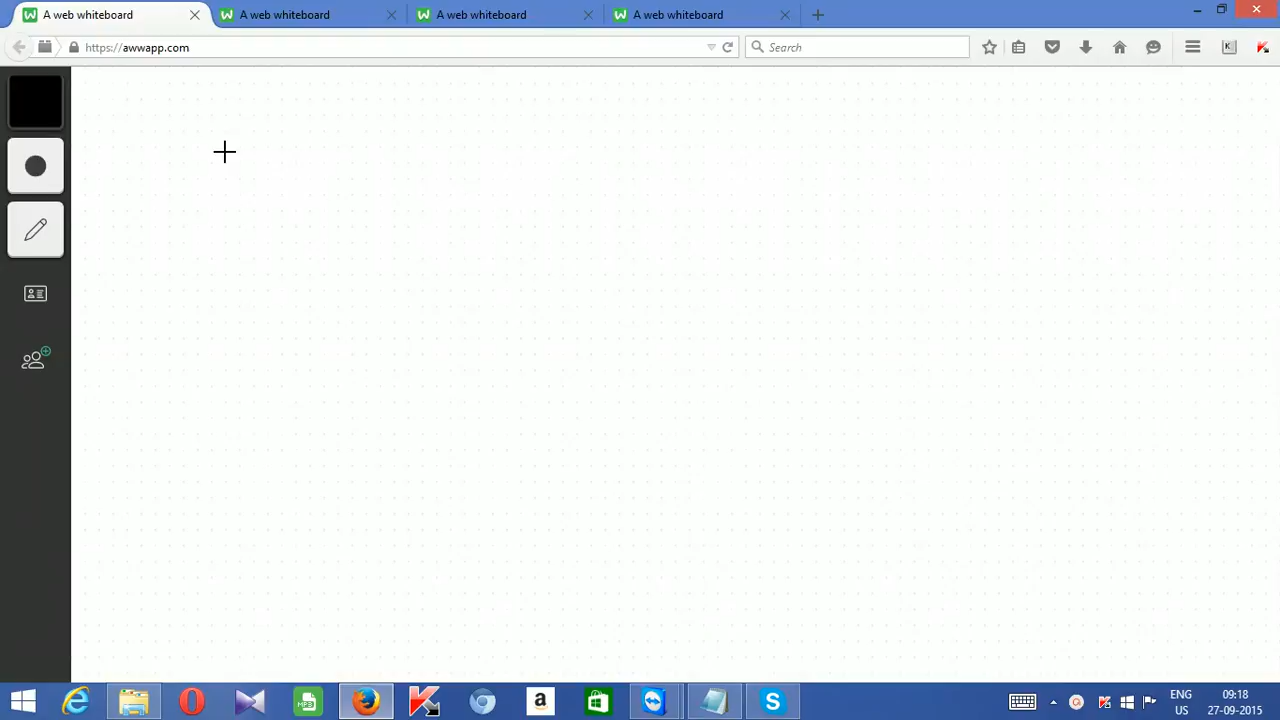 A web whiteboard
A web whiteboard
A web whiteboard
A web whiteboard
https://awwapp.com
Search
MP3
a
S
ENG
US
09:18
27-09-2015